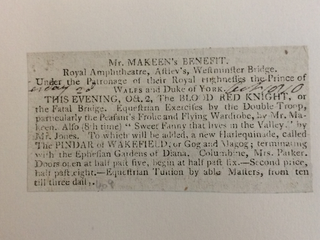 Mr. MAKEEN's BENEFIT.
Royal Amphitheatre, Astley's, Westminster Bridge.
Under the Patronage of their Royal Highnesses the Prince of
WALES and Duke of YORK.
THIS EVENING, Oct. 2, The BLOOD RED KNIGHT, or
the Fatal Bridge. Equestrian Exercises by the Double Troop,
particularly the Peasant's Frolic and Flying Wardrobe, by Mr. Ma-
keen. Also (8th time) "Sweet Fanny that lives in the Valley," by
Mr. Jones. To which will be added, a new Harlequinade, called
The PINDAR of WAKEFIELD, or Gog and Magog; terminating
with the Ephesian Gardens of Diana. Columbine, Mrs. Parker.
Doors open at half past five, begin at half past six.—Second price,
half past eight.—Equestrian Tuition by able Masters, from ten
till three daily.